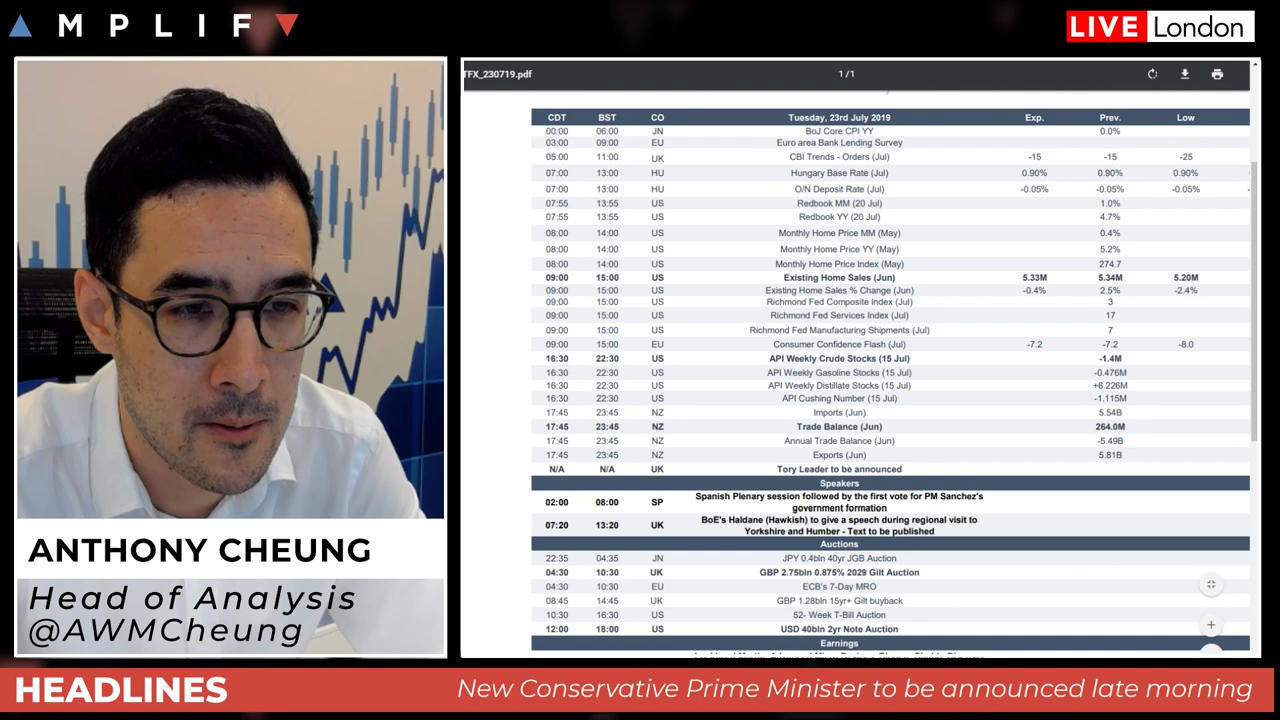 MPLIF
LIVE London
TFX_230719.pdf
1 / 1
CDT BST CO Tuesday, 23rd July 2019 Exp. Prev. Low
00:00 06:00 JN BoJ Core CPI YY 0.0%
03:00 09:00 EU Euro area Bank Lending Survey
05:00 11:00 UK CBI Trends - Orders (Jul) -15 -15 -25
07:00 13:00 HU Hungary Base Rate (Jul) 0.90% 0.90% 0.90%
07:00 13:00 HU O/N Deposit Rate (Jul) -0.05% -0.05% -0.05% -
07:55 13:55 US Redbook MM (20 Jul) 1.0%
07:55 13:55 US Redbook YY (20 Jul) 4.7%
08:00 14:00 US Monthly Home Price MM (May) 0.4%
08:00 14:00 US Monthly Home Price YY (May) 5.2%
08:00 14:00 US Monthly Home Price Index (May) 274.7
09:00 15:00 US Existing Home Sales (Jun) 5.33M 5.34M 5.20M
09:00 15:00 US Existing Home Sales % Change (Jun) -0.4% 2.5% -2.4%
09:00 15:00 US Richmond Fed Composite Index (Jul) 3
09:00 15:00 US Richmond Fed Services Index (Jul) 17
09:00 15:00 US Richmond Fed Manufacturing Shipments (Jul) 7
09:00 15:00 EU Consumer Confidence Flash (Jul) -7.2 -7.2 -8.0
16:30 22:30 US API Weekly Crude Stocks (15 Jul) -1.4M
16:30 22:30 US API Weekly Gasoline Stocks (15 Jul) -0.476M
16:30 22:30 US API Weekly Distillate Stocks (15 Jul) +6.226M
16:30 22:30 US API Cushing Number (15 Jul) -1.115M
17:45 23:45 NZ Imports (Jun) 5.54B
17:45 23:45 NZ Trade Balance (Jun) 264.0M
17:45 23:45 NZ Annual Trade Balance (Jun) -5.49B
17:45 23:45 NZ Exports (Jun) 5.81B
N/A N/A UK Tory Leader to be announced
Speakers
02:00 08:00 SP Spanish Plenary session followed by the first vote for PM Sanchez's
government formation
07:20 13:20 UK BoE's Haldane (Hawkish) to give a speech during regional visit to
Yorkshire and Humber - Text to be published
Auctions
22:35 04:35 JN JPY 0.4bln 40yr JGB Auction
04:30 10:30 UK GBP 2.75bln 0.875% 2029 Gilt Auction
04:30 10:30 EU ECB's 7-Day MRO
08:45 14:45 UK GBP 1.28bln 15yr+ Gilt buyback
10:30 16:30 US 52- Week T-Bill Auction
12:00 18:00 US USD 40bln 2yr Note Auction
Earnings
ANTHONY CHEUNG
Head of Analysis
@AWMCheung
HEADLINES New Conservative Prime Minister to be announced late morning